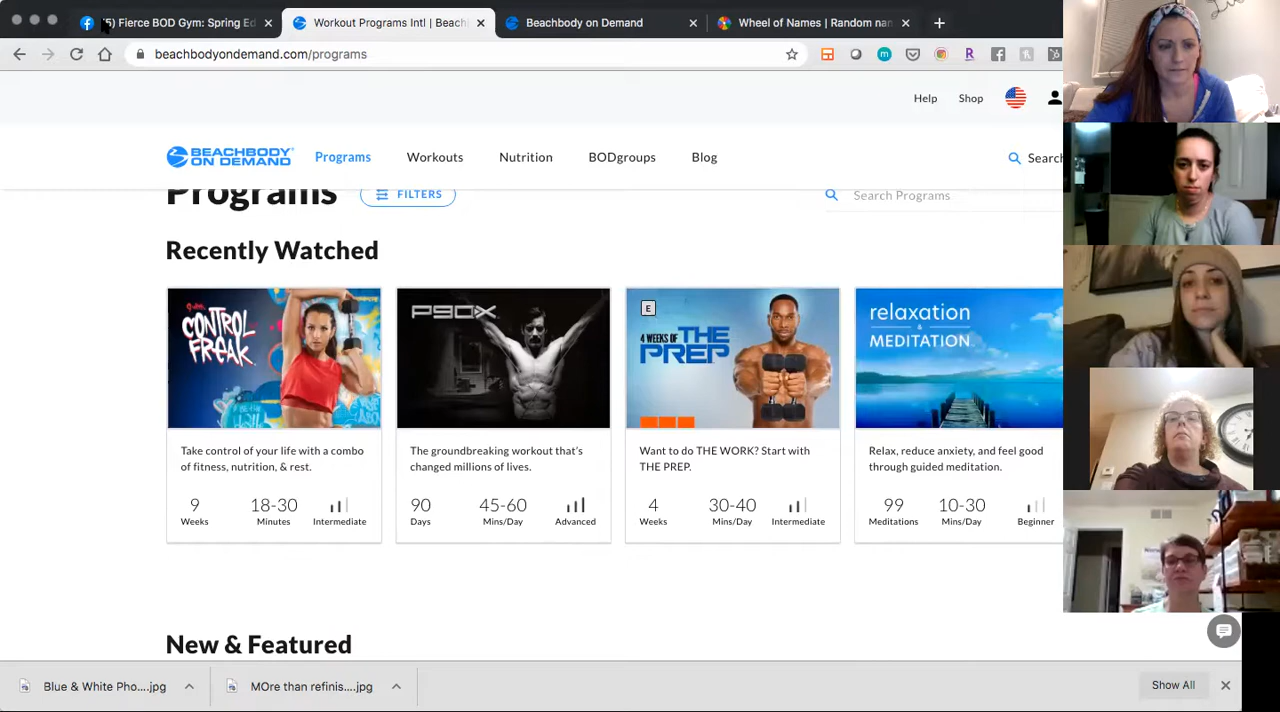 5) Fierce BOD Gym: Spring Ed
Workout Programs Intl | Beach
Beachbody on Demand
Wheel of Names | Random nan
beachbodyondemand.com/programs
Help
Shop
BEACHBODY
ON DEMAND
Programs
Workouts
Nutrition
BODgroups
Blog
Search
Programs
FILTERS
Search Programs
Recently Watched
CONTROL
FREAK
P90X
E
4 WEEKS OF THE
PREP
relaxation
&
MEDITATION
Take control of your life with a combo
of fitness, nutrition, & rest.
9
Weeks
18-30
Minutes
Intermediate
The groundbreaking workout that's
changed millions of lives.
90
Days
45-60
Mins/Day
Advanced
Want to do THE WORK? Start with
THE PREP.
4
Weeks
30-40
Mins/Day
Intermediate
Relax, reduce anxiety, and feel good
through guided meditation.
99
Meditations
10-30
Mins/Day
Beginner
New & Featured
Blue & White Pho....jpg
MOre than refinis....jpg
Show All